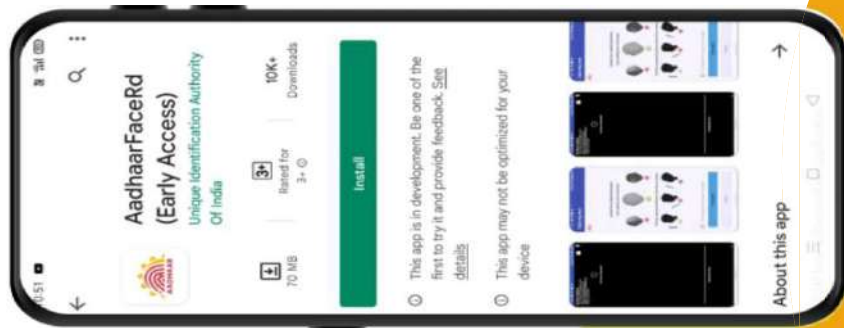 0:51
AadhaarFaceRd
(Early Access)
Unique Identification Authority
Of India
AADHAAR
70 MB
3+
Rated for
3+
10K+
Downloads
Install
This app is in development. Be one of the
first to try it and provide feedback. See
details
This app may not be optimized for your
device
About this app